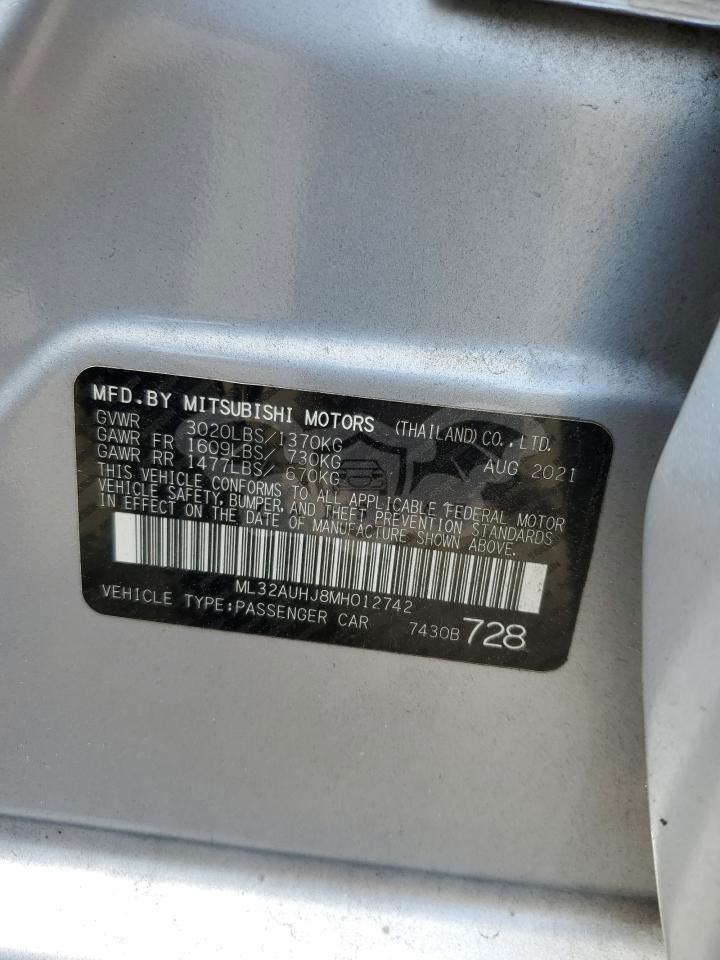 MFD.BY MITSUBISHI MOTORS (THAILAND) CO.,LTD.
GVWR 3020LBS/1370KG
GAWR FR 1609LBS/ 730KG AUG 2021
GAWR RR 1477LBS/ 670KG
THIS VEHICLE CONFORMS TO ALL APPLICABLE FEDERAL MOTOR
VEHICLE SAFETY, BUMPER, AND THEFT PREVENTION STANDARDS
IN EFFECT ON THE DATE OF MANUFACTURE SHOWN ABOVE.
ML32AUHJ8MH012742
VEHICLE TYPE:PASSENGER CAR 7430B 728